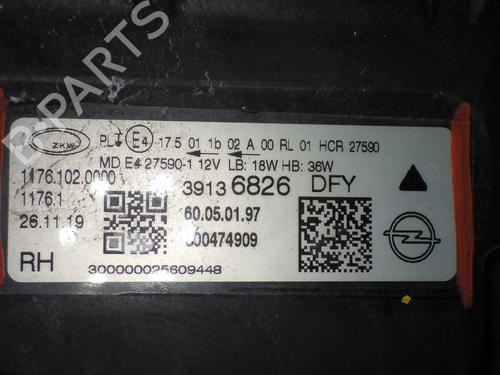 B-PARTS
ZKW PL E4 17.5 01 1b 02 A 00 RL 01 HCR 27590
MD E4 27590-1 12V LB: 18W HB: 36W
1176.102.0000
1176.1
26.11.19
3913 6826 DFY
60.05.01.97
000474909
RH
300000025609448